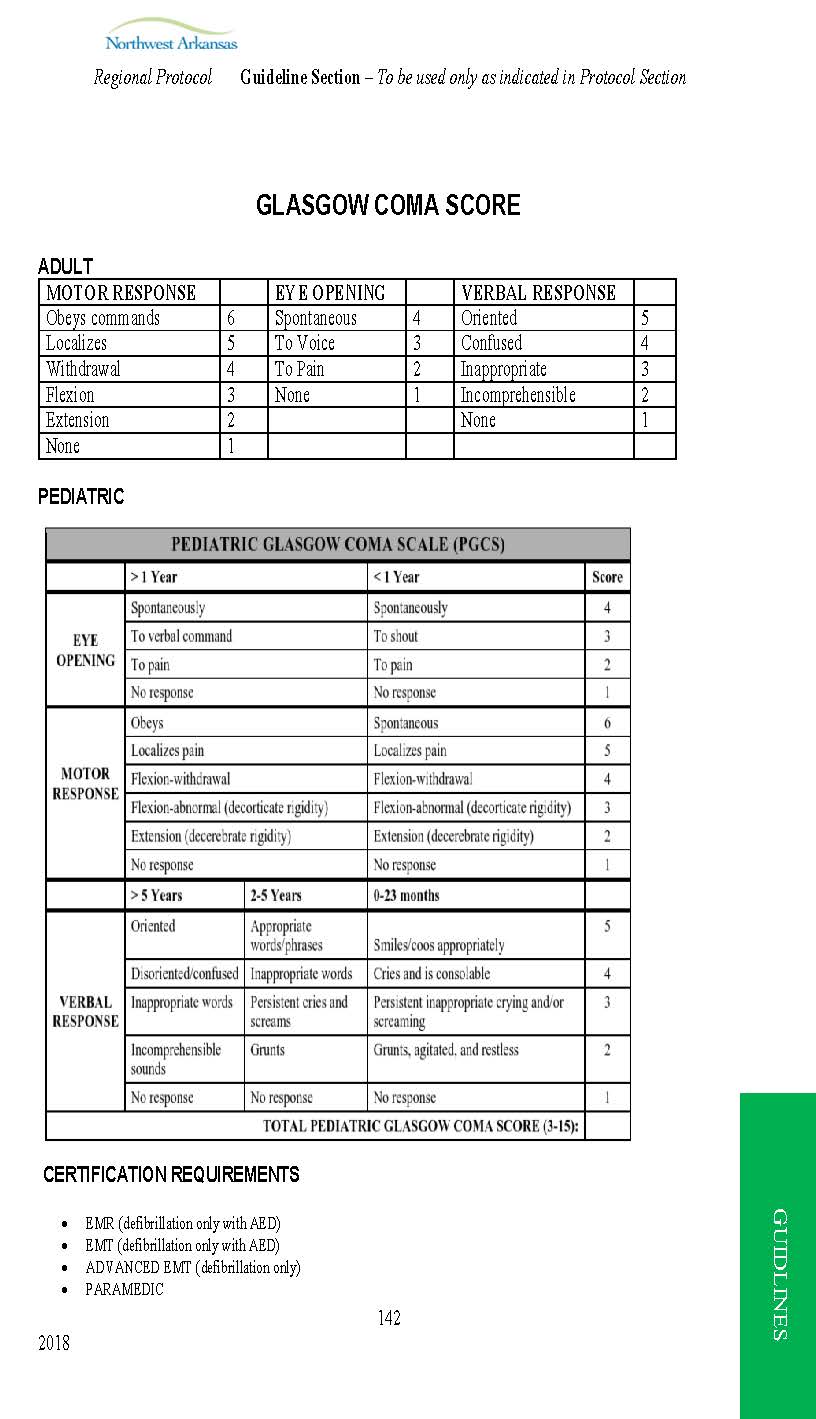 Northwest Arkansas
Regional Protocol Guideline Section – To be used only as indicated in Protocol Section
GLASGOW COMA SCORE
ADULT
MOTOR RESPONSE EYE OPENING VERBAL RESPONSE
Obeys commands 6 Spontaneous 4 Oriented 5
Localizes 5 To Voice 3 Confused 4
Withdrawal 4 To Pain 2 Inappropriate 3
Flexion 3 None 1 Incomprehensible 2
Extension 2 None 1
None 1
PEDIATRIC
PEDIATRIC GLASGOW COMA SCALE (PGCS)
> 1 Year < 1 Year Score
EYE OPENING
Spontaneously Spontaneously 4
To verbal command To shout 3
To pain To pain 2
No response No response 1
MOTOR RESPONSE
Obeys Spontaneous 6
Localizes pain Localizes pain 5
Flexion-withdrawal Flexion-withdrawal 4
Flexion-abnormal (decorticate rigidity) Flexion-abnormal (decorticate rigidity) 3
Extension (decerebrate rigidity) Extension (decerebrate rigidity) 2
No response No response 1
> 5 Years 2-5 Years 0-23 months
VERBAL RESPONSE
Oriented Appropriate words/phrases Smiles/coos appropriately 5
Disoriented/confused Inappropriate words Cries and is consolable 4
Inappropriate words Persistent cries and screams Persistent inappropriate crying and/or screaming 3
Incomprehensible sounds Grunts Grunts, agitated, and restless 2
No response No response No response 1
TOTAL PEDIATRIC GLASGOW COMA SCORE (3-15):
CERTIFICATION REQUIREMENTS
• EMR (defibrillation only with AED)
• EMT (defibrillation only with AED)
• ADVANCED EMT (defibrillation only)
• PARAMEDIC
142
2018
GUIDLINES